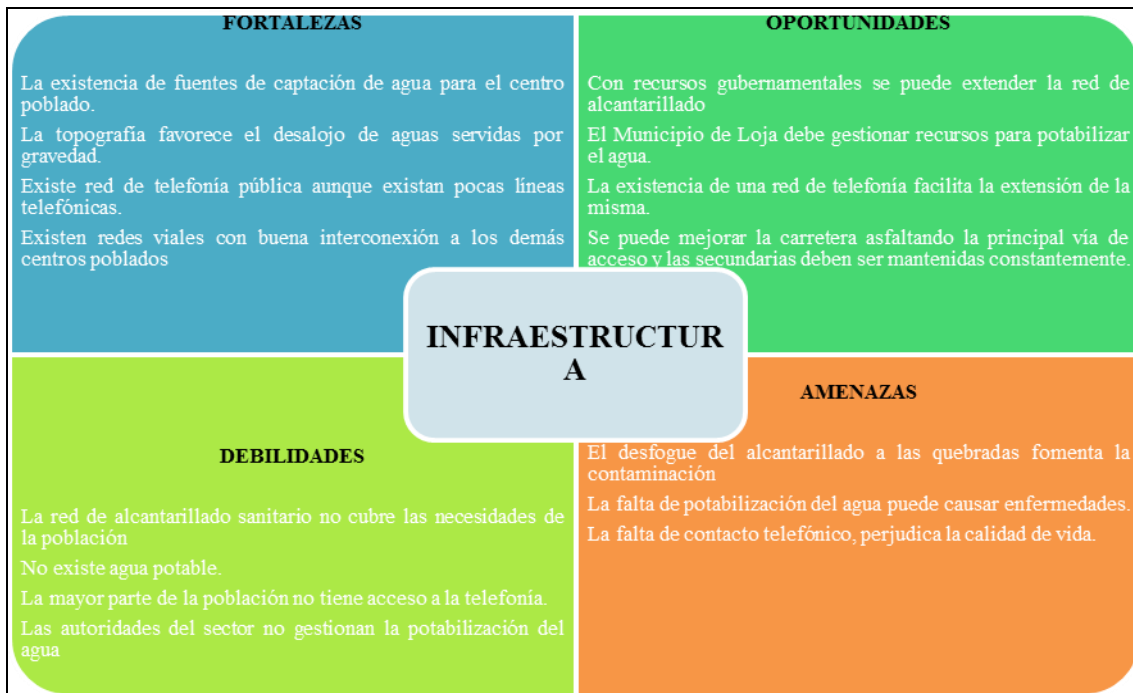 FORTALEZAS
La existencia de fuentes de captación de agua para el centro
poblado.
La topografía favorece el desalojo de aguas servidas por
gravedad.
Existe red de telefonía pública aunque existan pocas líneas
telefónicas.
Existen redes viales con buena interconexión a los demás
centros poblados
OPORTUNIDADES
Con recursos gubernamentales se puede extender la red de
alcantarillado
El Municipio de Loja debe gestionar recursos para potabilizar
el agua.
La existencia de una red de telefonía facilita la extensión de la
misma.
Se puede mejorar la carretera asfaltando la principal vía de
acceso y las secundarias deben ser mantenidas constantemente.
INFRAESTRUCTUR
A
DEBILIDADES
La red de alcantarillado sanitario no cubre las necesidades de
la población
No existe agua potable.
La mayor parte de la población no tiene acceso a la telefonía.
Las autoridades del sector no gestionan la potabilización del
agua
AMENAZAS
El desfogue del alcantarillado a las quebradas fomenta la
contaminación
La falta de potabilización del agua puede causar enfermedades.
La falta de contacto telefónico, perjudica la calidad de vida.